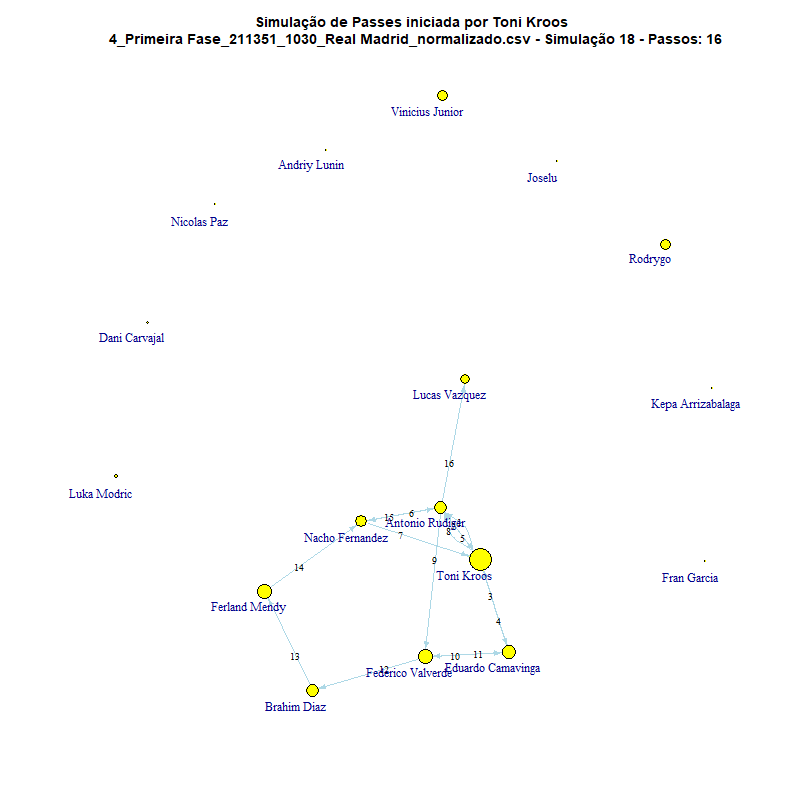 Simulação de Passes iniciada por Toni Kroos
4_Primeira Fase_211351_1030_Real Madrid_normalizado.csv - Simulação 18 - Passos: 16
Vinicius Junior
Andriy Lunin
Joselu
Nicolas Paz
Rodrygo
Dani Carvajal
Lucas Vazquez
Kepa Arrizabalaga
16
Luka Modric
6
Antonio Rudiger
7
8
5
Nacho Fernandez
9
14
Toni Kroos
Fran Garcia
3
Ferland Mendy
4
13
10
11
Eduardo Camavinga
12
Federico Valverde
Brahim Diaz